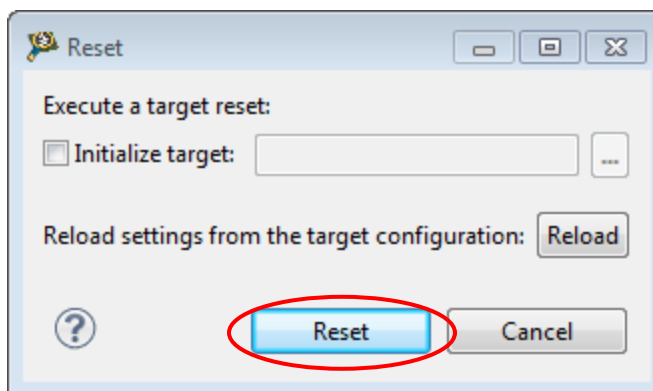 Reset
Execute a target reset:
Initialize target:
...
Reload settings from the target configuration: Reload
? Reset Cancel